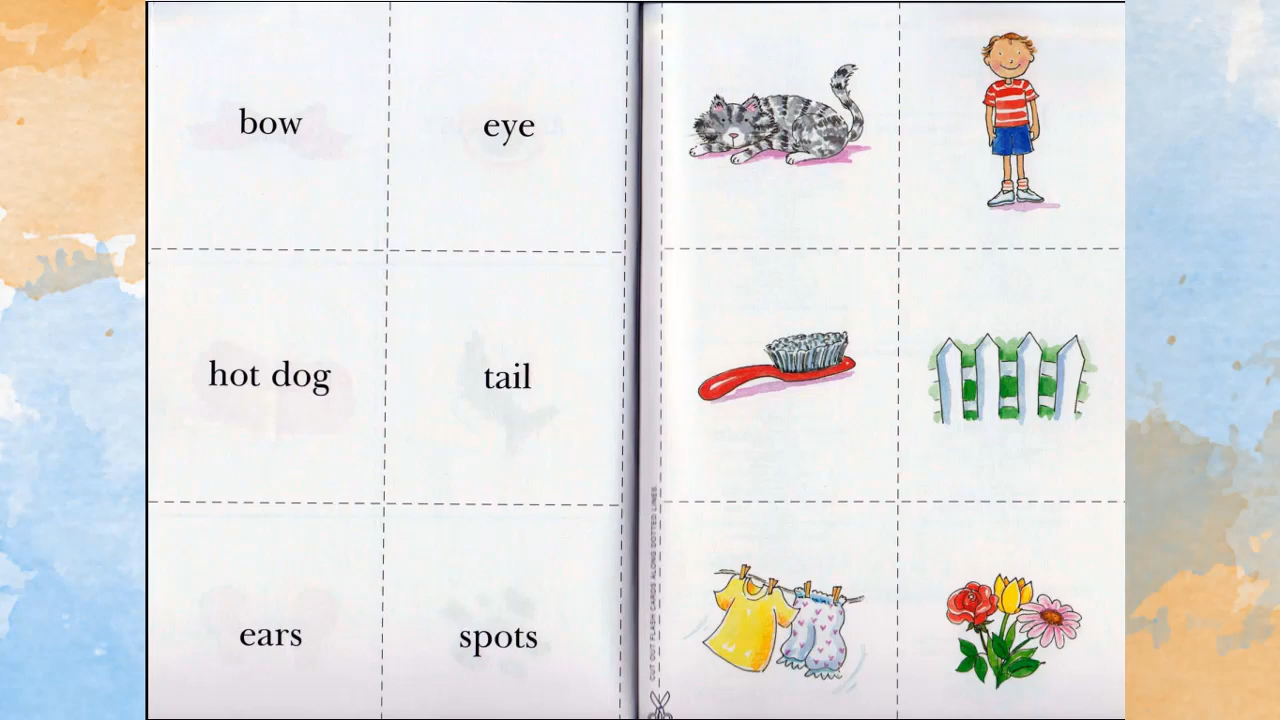 bow
eye
hot dog
tail
ears
spots
CUT OUT FLASH CARDS ALONG DOTTED LINES.